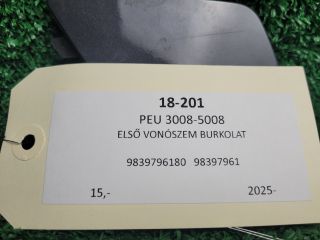 18-201
PEU 3008-5008
ELSŐ VONÓSZEM BURKOLAT
9839796180 98397961
15,- 2025-